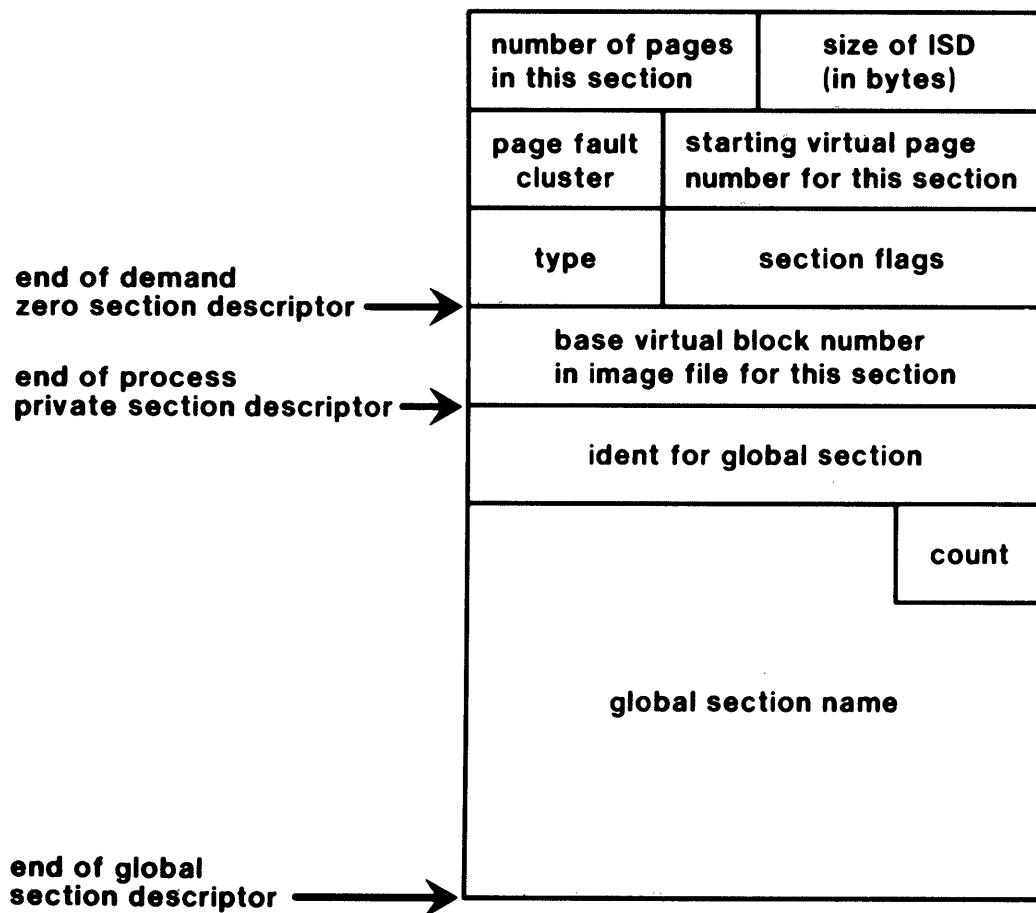 number of pages
in this section
size of ISD
(in bytes)
page fault
cluster
starting virtual page
number for this section
type
section flags
end of demand
zero section descriptor
base virtual block number
in image file for this section
end of process
private section descriptor
ident for global section
count
global section name
end of global
section descriptor